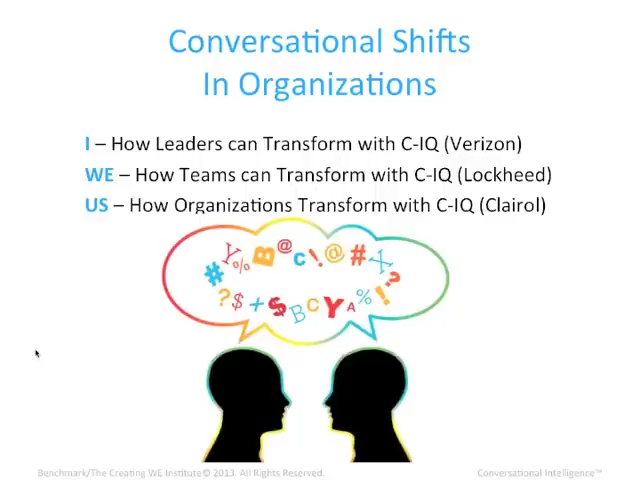 Conversational Shifts
In Organizations
I – How Leaders can Transform with C-IQ (Verizon)
WE – How Teams can Transform with C-IQ (Lockheed)
US – How Organizations Transform with C-IQ (Clairol)
Y % B @ c ! @ # X
# ? $ + $ B C Y A % ! ?
Benchmark/The Creating WE Institute© 2013. All Rights Reserved.
Conversational Intelligence™